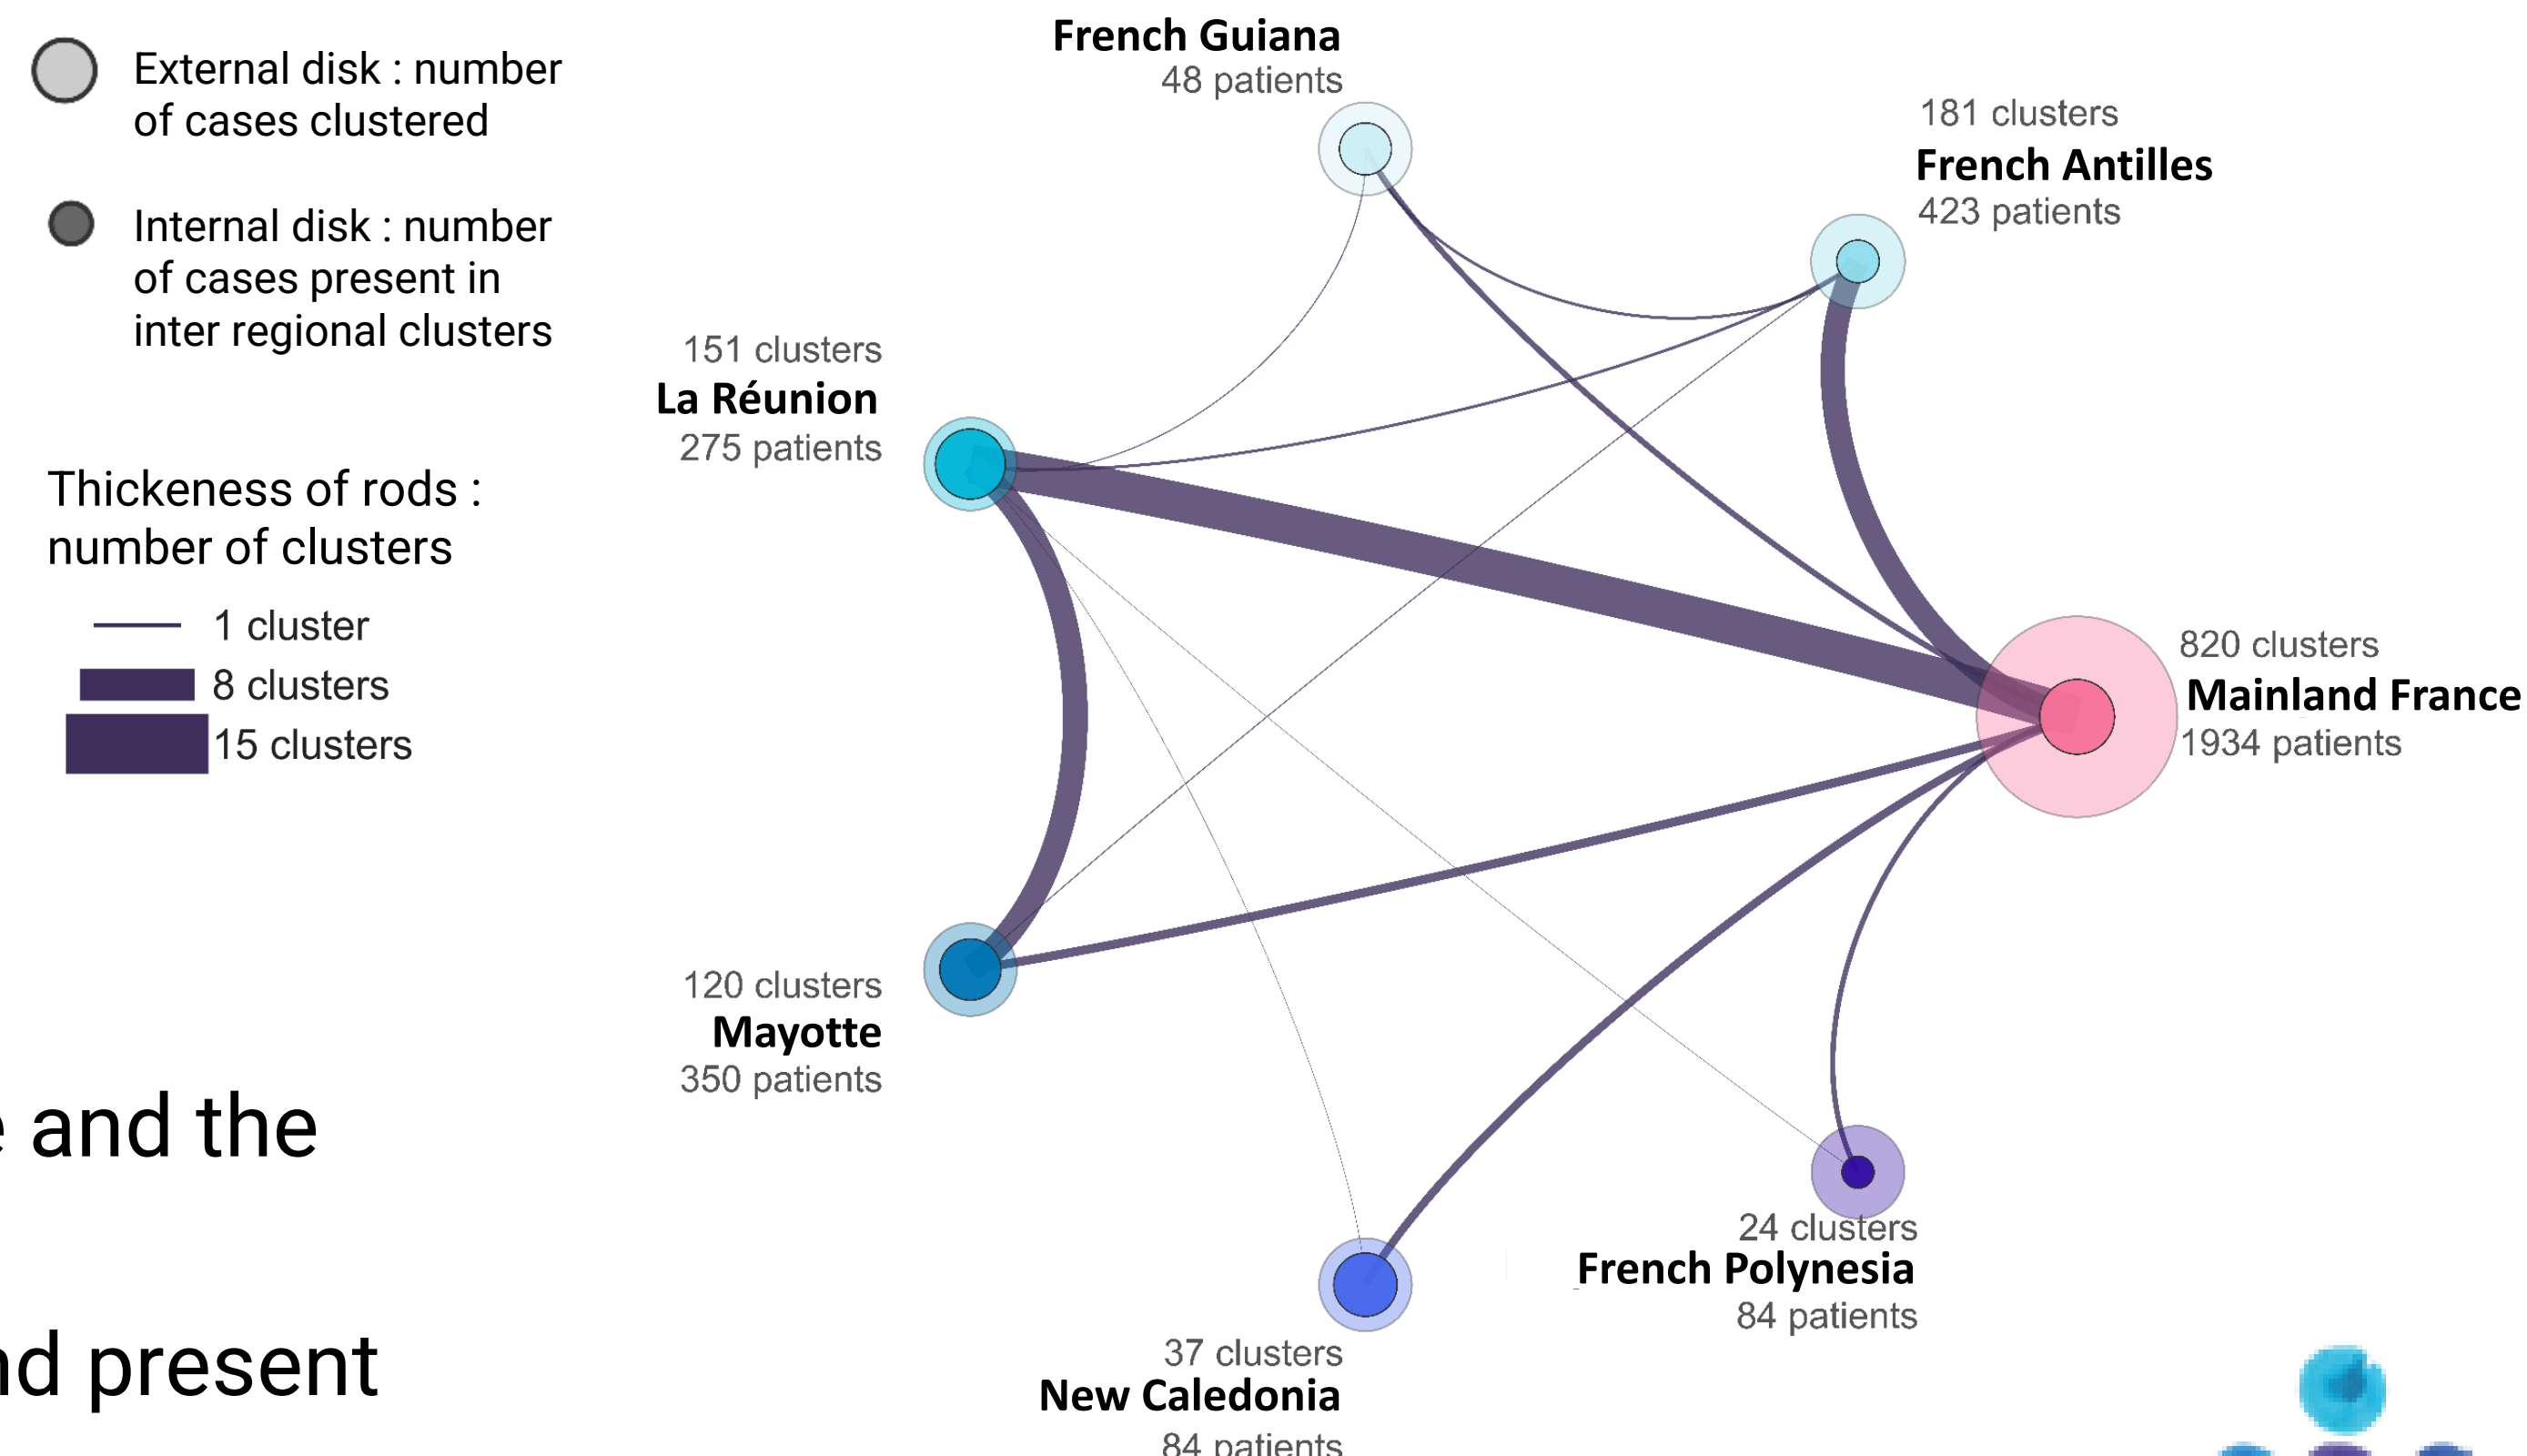 External disk : number
of cases clustered
Internal disk : number
of cases present in
inter regional clusters
Thickeness of rods :
number of clusters
1 cluster
8 clusters
15 clusters
French Guiana
48 patients
181 clusters
French Antilles
423 patients
151 clusters
La Réunion
275 patients
820 clusters
Mainland France
1934 patients
120 clusters
Mayotte
350 patients
24 clusters
French Polynesia
84 patients
37 clusters
New Caledonia
84 patients
and the
present